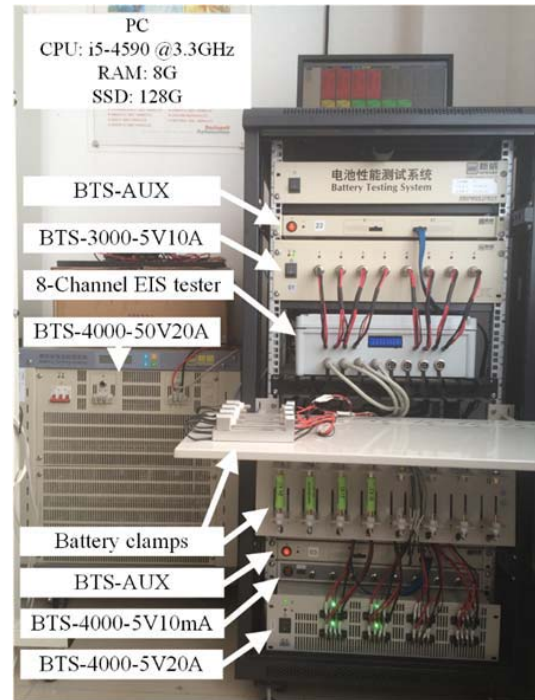 PC
CPU: i5-4590 @3.3GHz
RAM: 8G
SSD: 128G
电池性能测试系统
Battery Testing System
BTS-AUX
22
BTS-3000-5V10A
8-Channel EIS tester
BTS-4000-50V20A
Battery clamps
BTS-AUX
BTS-4000-5V10mA
BTS-4000-5V20A